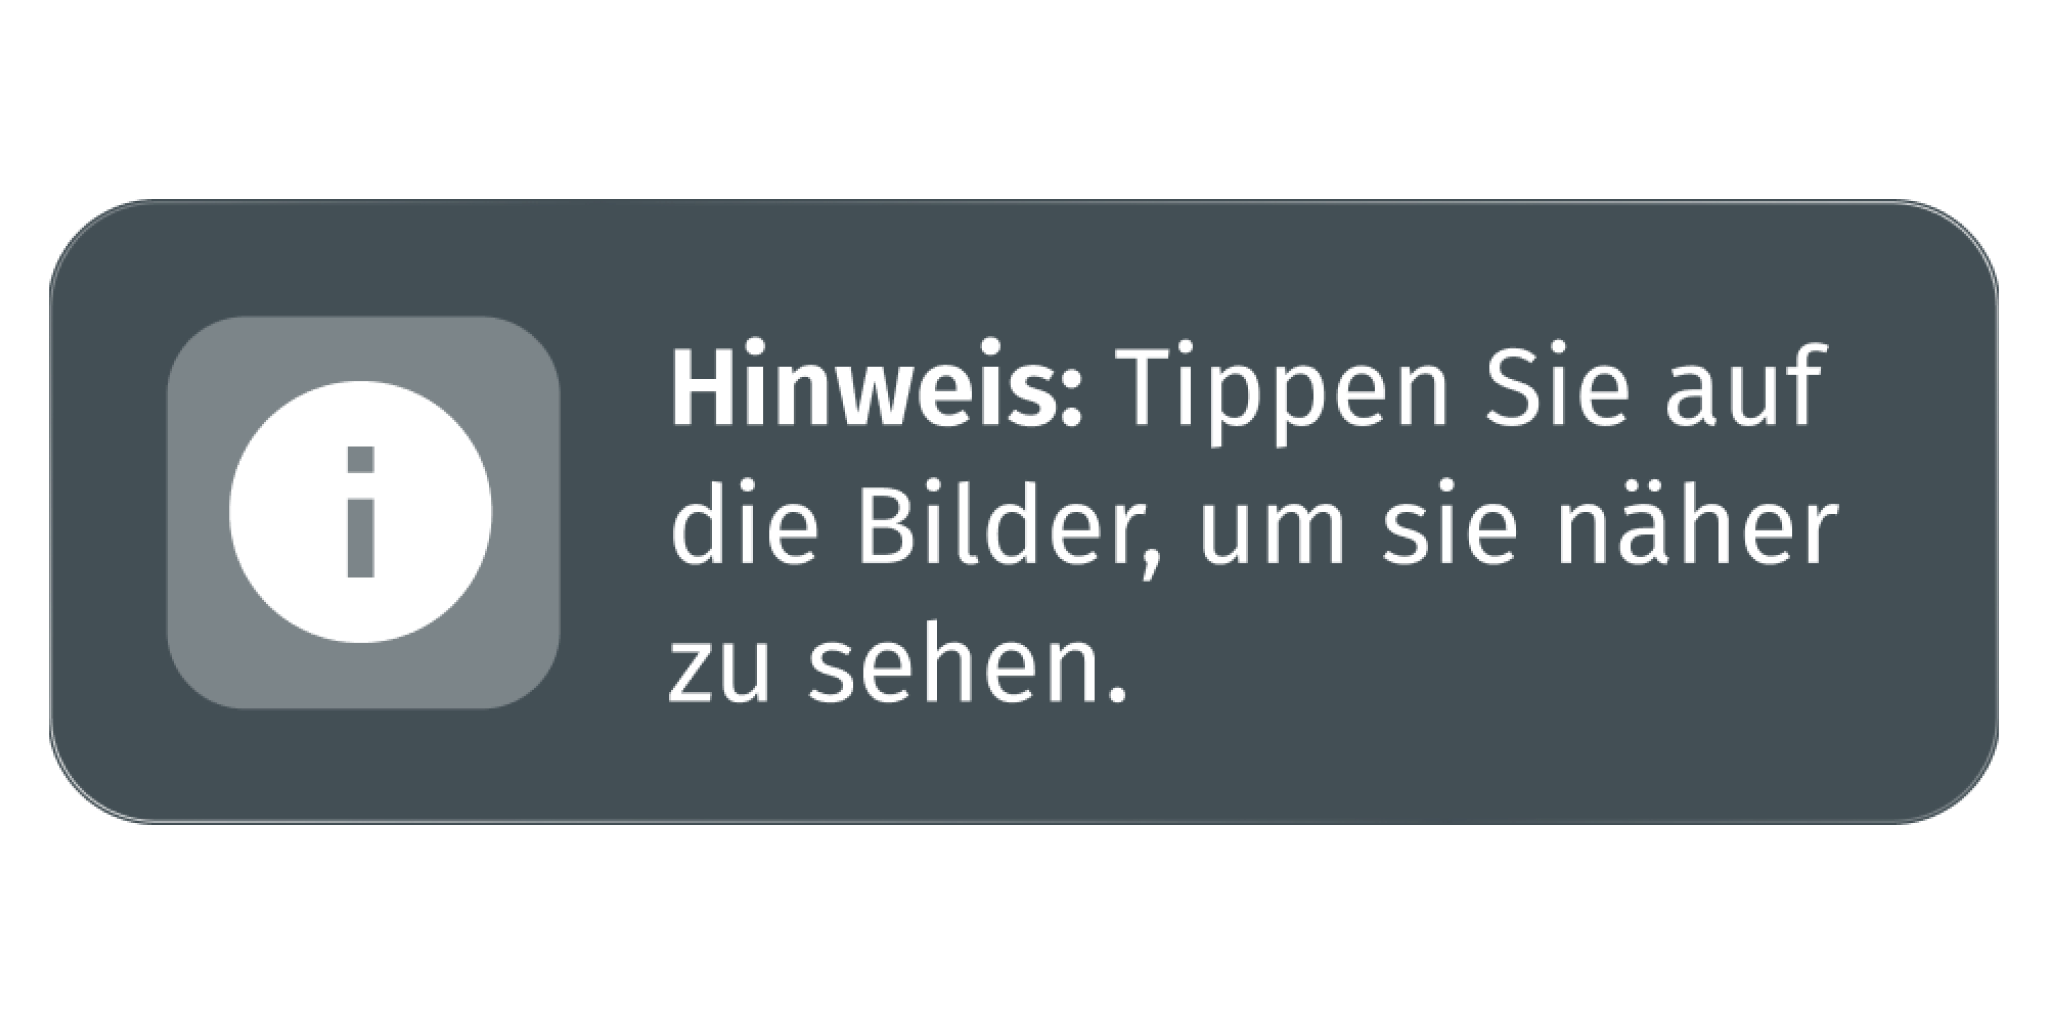 Hinweis: Tippen Sie auf
die Bilder, um sie näher
zu sehen.